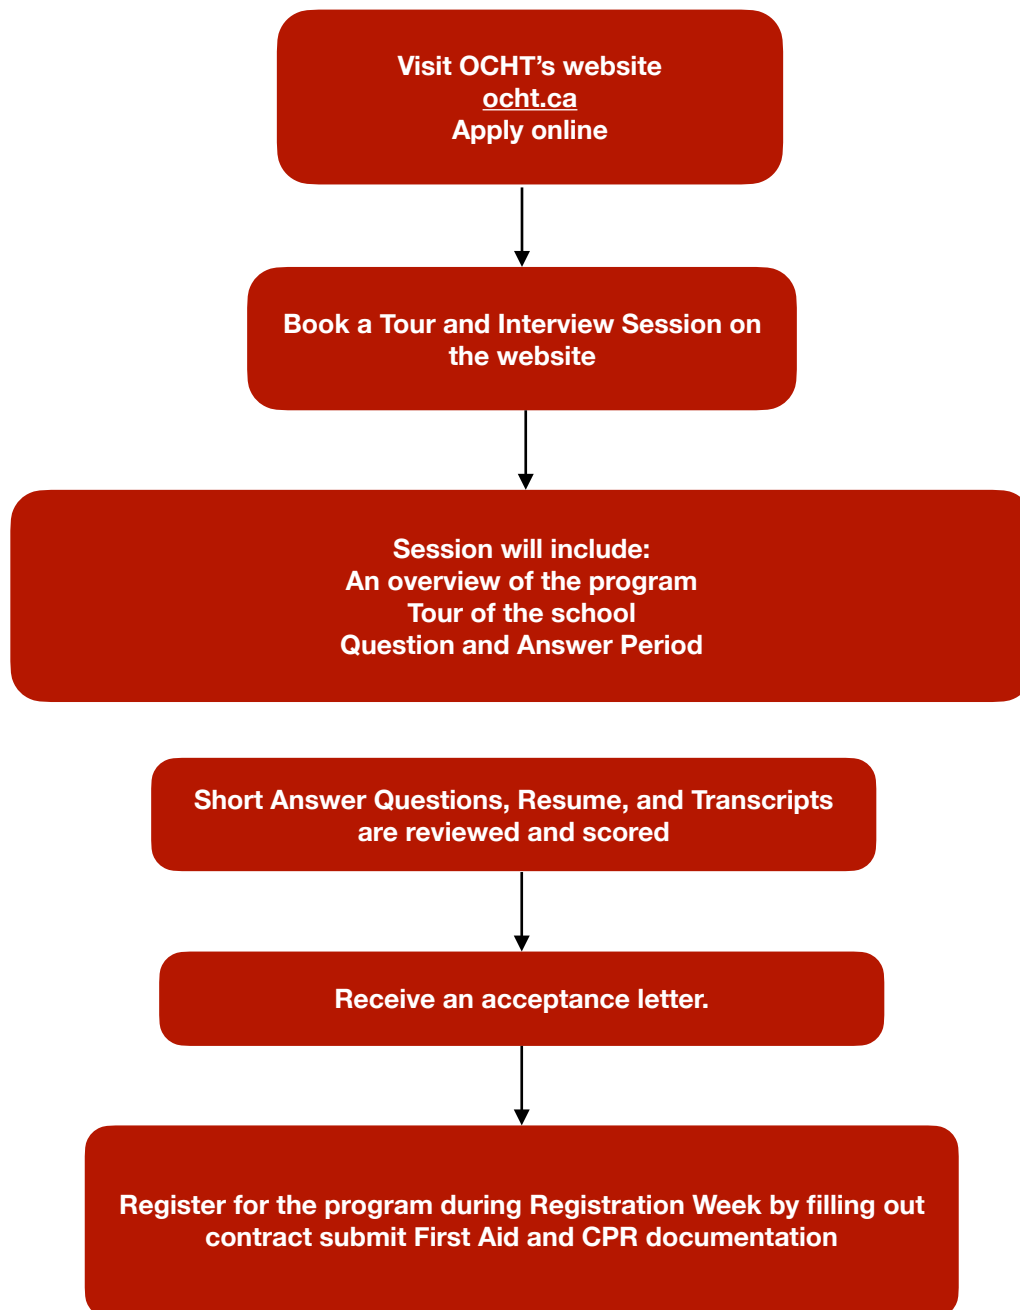 Visit OCHT’s website
ocht.ca
Apply online
Book a Tour and Interview Session on
the website
Session will include:
An overview of the program
Tour of the school
Question and Answer Period
Short Answer Questions, Resume, and Transcripts
are reviewed and scored
Receive an acceptance letter.
Register for the program during Registration Week by filling out
contract submit First Aid and CPR documentation